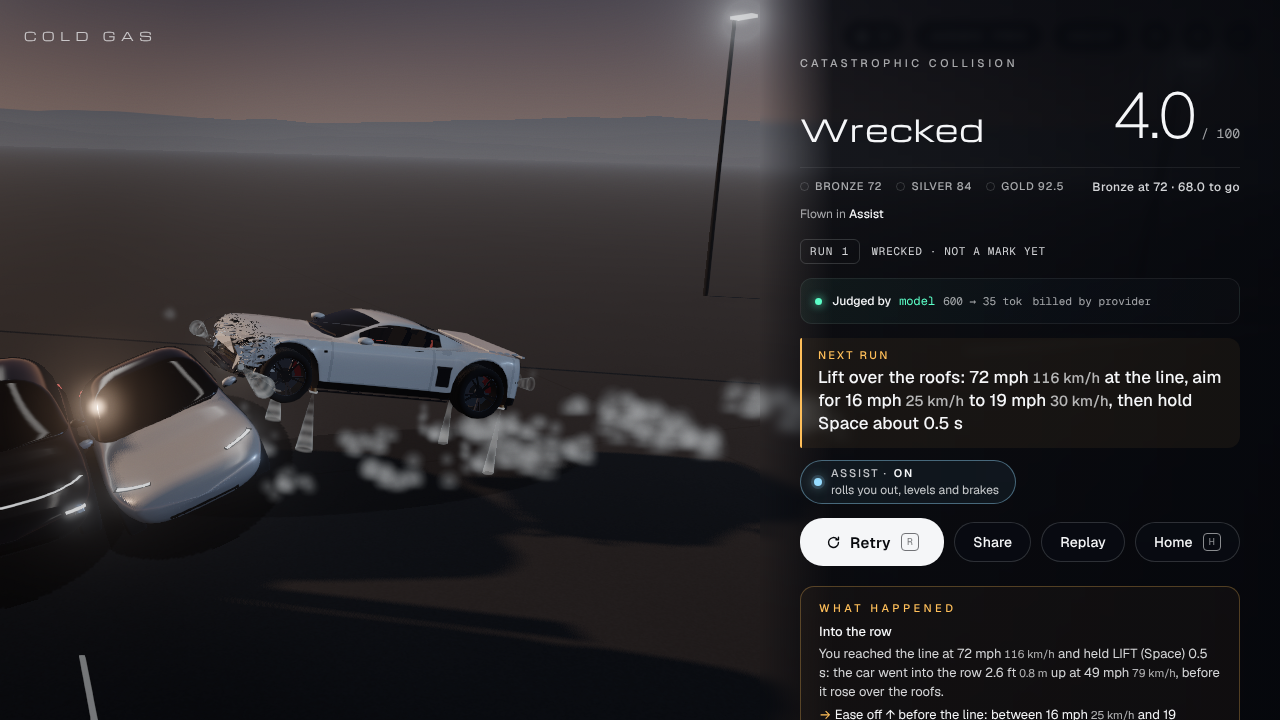 COLD GAS
CATASTROPHIC COLLISION
Wrecked
4.0 / 100
BRONZE 72 SILVER 84 GOLD 92.5 Bronze at 72 · 68.0 to go
Flown in Assist
RUN 1 WRECKED · NOT A MARK YET
Judged by model 600 → 35 tok billed by provider
NEXT RUN
Lift over the roofs: 72 mph 116 km/h at the line, aim
for 16 mph 25 km/h to 19 mph 30 km/h, then hold
Space about 0.5 s
ASSIST · ON
rolls you out, levels and brakes
Retry R Share Replay Home H
WHAT HAPPENED
Into the row
You reached the line at 72 mph 116 km/h and held LIFT (Space) 0.5
s: the car went into the row 2.6 ft 0.8 m up at 49 mph 79 km/h, before
it rose over the roofs.
→ Ease off ↑ before the line: between 16 mph 25 km/h and 19